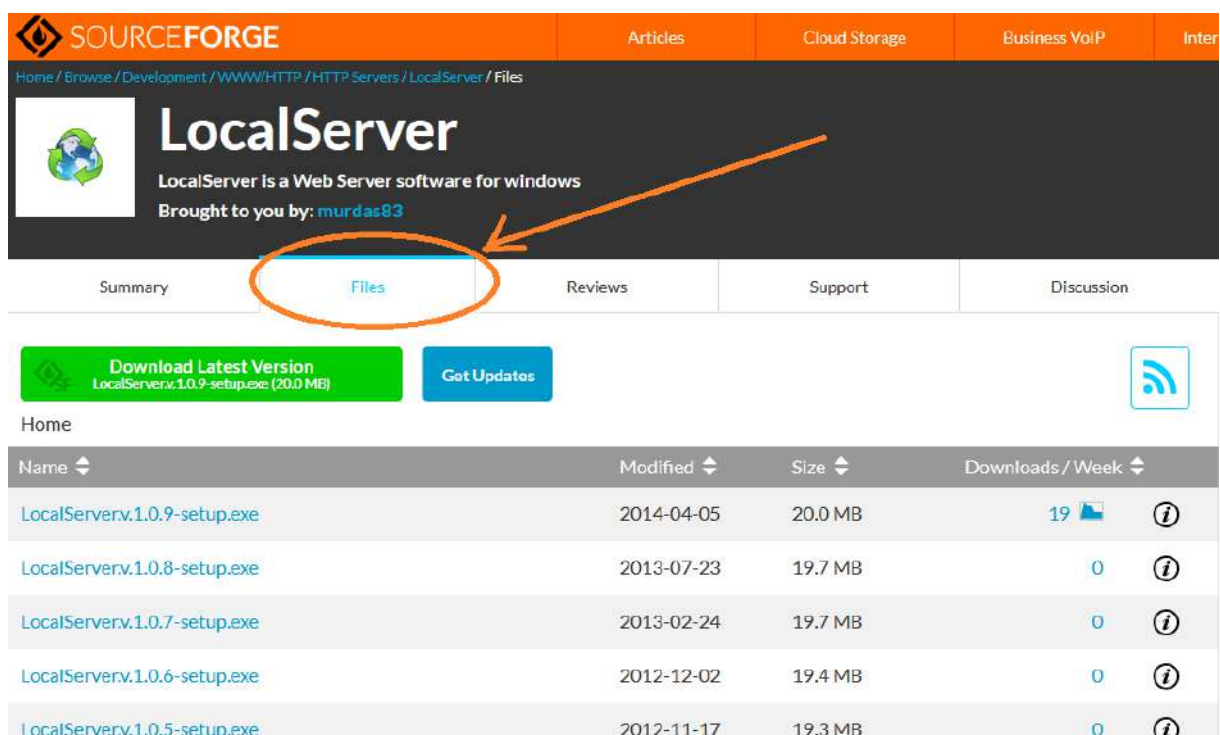 SOURCEFORGE
Articles Cloud Storage Business VoIP Inter
Home / Browse / Development / WWW/HTTP / HTTP Servers / LocalServer / Files
LocalServer
LocalServer is a Web Server software for windows
Brought to you by: murdas83
Summary Files Reviews Support Discussion
Download Latest Version
LocalServer.v.1.0.9-setup.exe (20.0 MB)
Get Updates
Home
Name Modified Size Downloads / Week
LocalServer.v.1.0.9-setup.exe 2014-04-05 20.0 MB 19
LocalServer.v.1.0.8-setup.exe 2013-07-23 19.7 MB 0
LocalServer.v.1.0.7-setup.exe 2013-02-24 19.7 MB 0
LocalServer.v.1.0.6-setup.exe 2012-12-02 19.4 MB 0
LocalServer.v.1.0.5-setup.exe 2012-11-17 19.3 MB 0